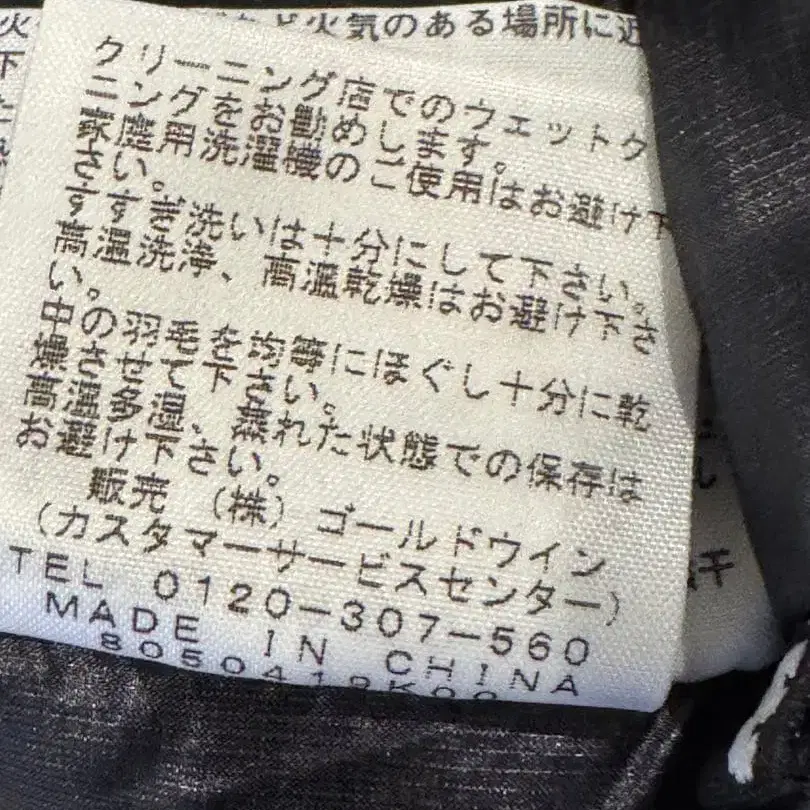 火気のある場所に近
クリーニング店でのウェットク
ニングをお勧めします。
家庭用洗濯機のご使用はお避け下
さい。
すすぎ洗いは十分にして下さい。
高温洗浄、高温乾燥はお避け下さ
い。
中の羽毛を均等にほぐし十分に乾
燥させて下さい。
高温多湿、濡れた状態での保存は
お避け下さい。
販売 (株) ゴールドウイン
(カスタマーサービスセンター)
TEL 0120-307-560
MADE IN CHINA